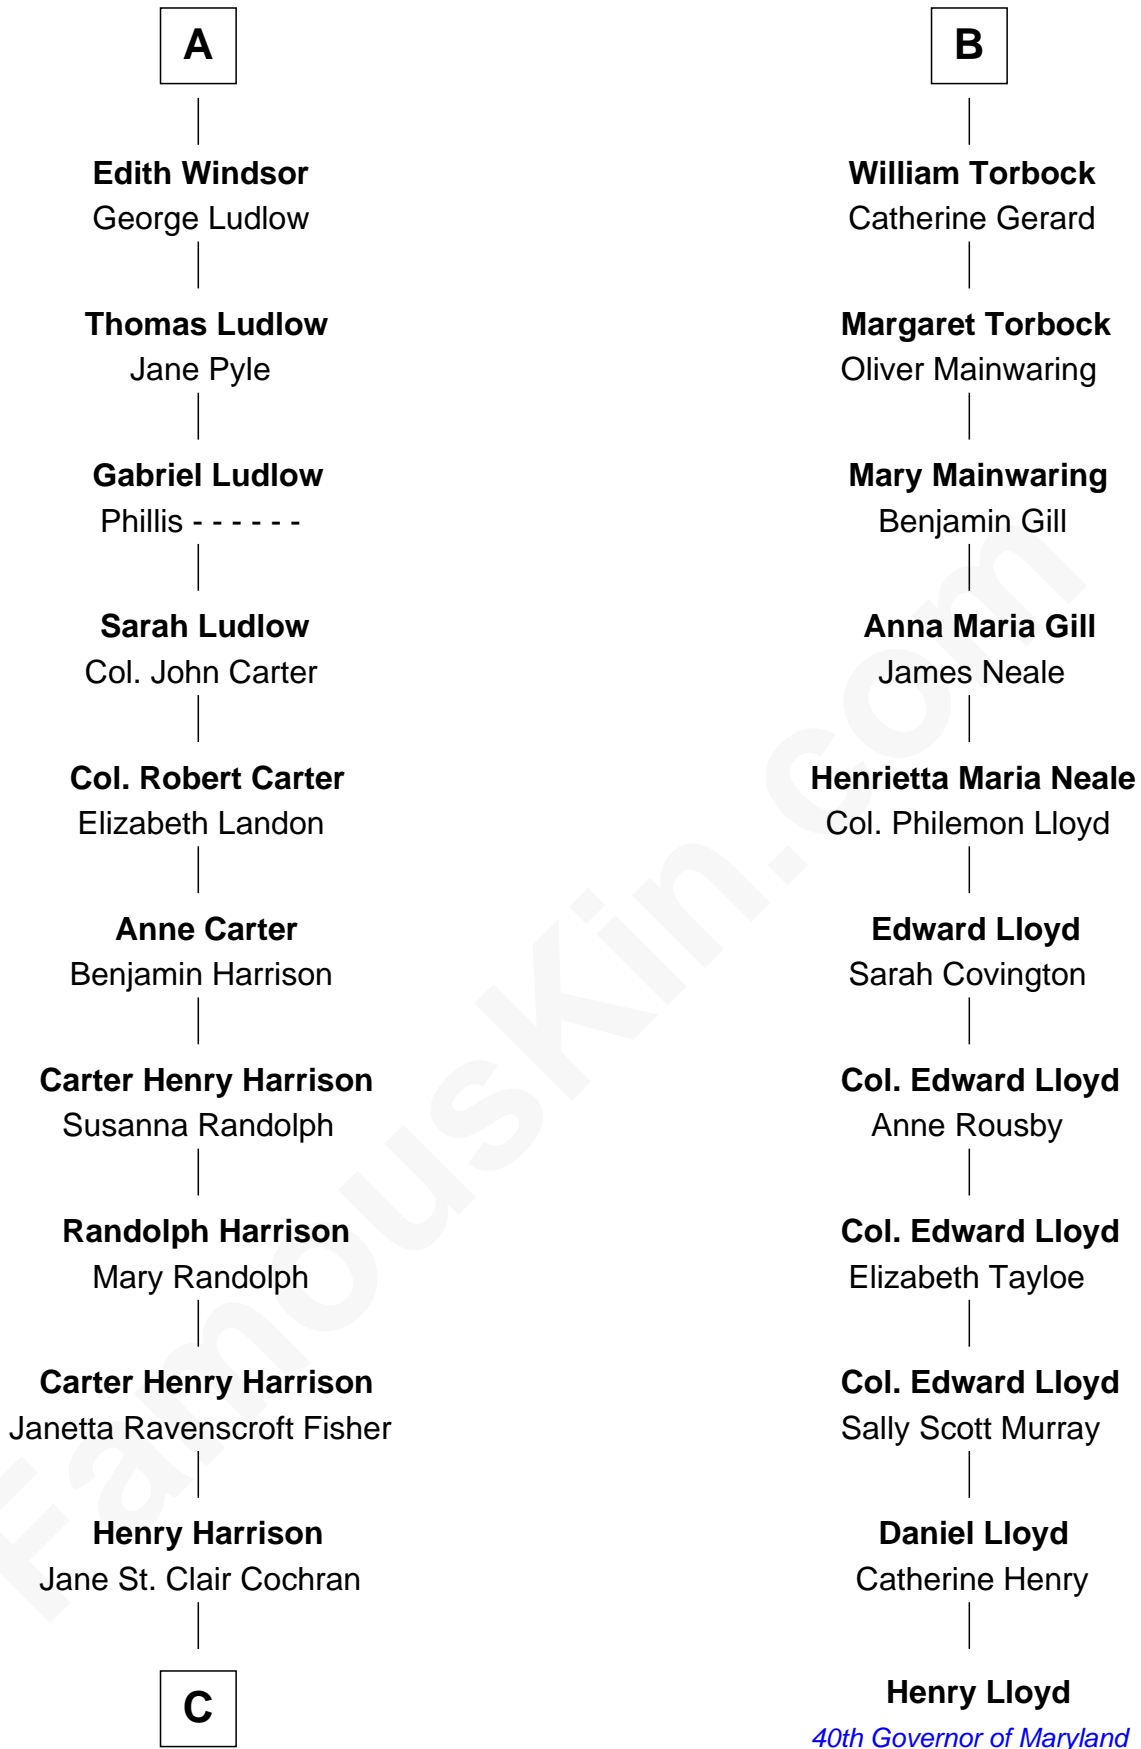 A
Edith Windsor
George Ludlow
Thomas Ludlow
Jane Pyle
Gabriel Ludlow
Phillis - - - - - -
Sarah Ludlow
Col. John Carter
Col. Robert Carter
Elizabeth Landon
Anne Carter
Benjamin Harrison
Carter Henry Harrison
Susanna Randolph
Randolph Harrison
Mary Randolph
Carter Henry Harrison
Janetta Ravenscroft Fisher
Henry Harrison
Jane St. Clair Cochran
C
B
William Torbock
Catherine Gerard
Margaret Torbock
Oliver Mainwaring
Mary Mainwaring
Benjamin Gill
Anna Maria Gill
James Neale
Henrietta Maria Neale
Col. Philemon Lloyd
Edward Lloyd
Sarah Covington
Col. Edward Lloyd
Anne Rousby
Col. Edward Lloyd
Elizabeth Tayloe
Col. Edward Lloyd
Sally Scott Murray
Daniel Lloyd
Catherine Henry
Henry Lloyd
40th Governor of Maryland
FamousKin.com